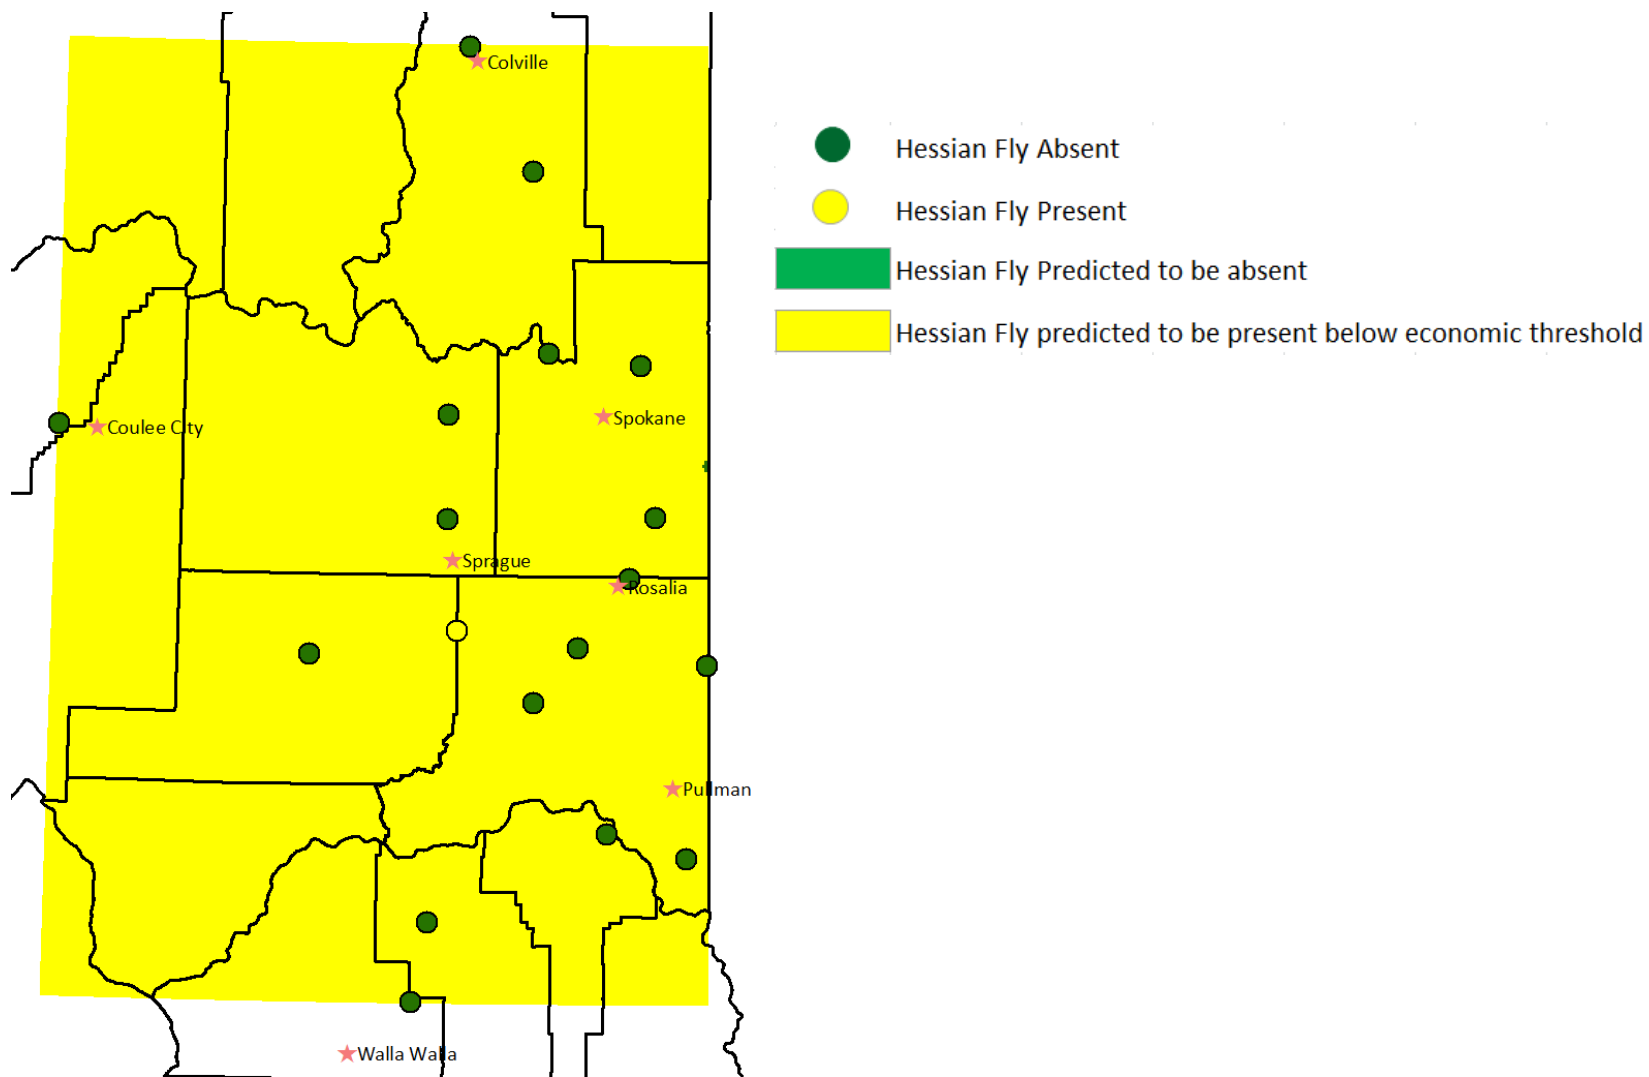 Colville
Hessian Fly Absent
Hessian Fly Present
Hessian Fly Predicted to be absent
Hessian Fly predicted to be present below economic threshold
Spokane
Coulee City
Sprague
Rosalia
Pullman
Walla Walla